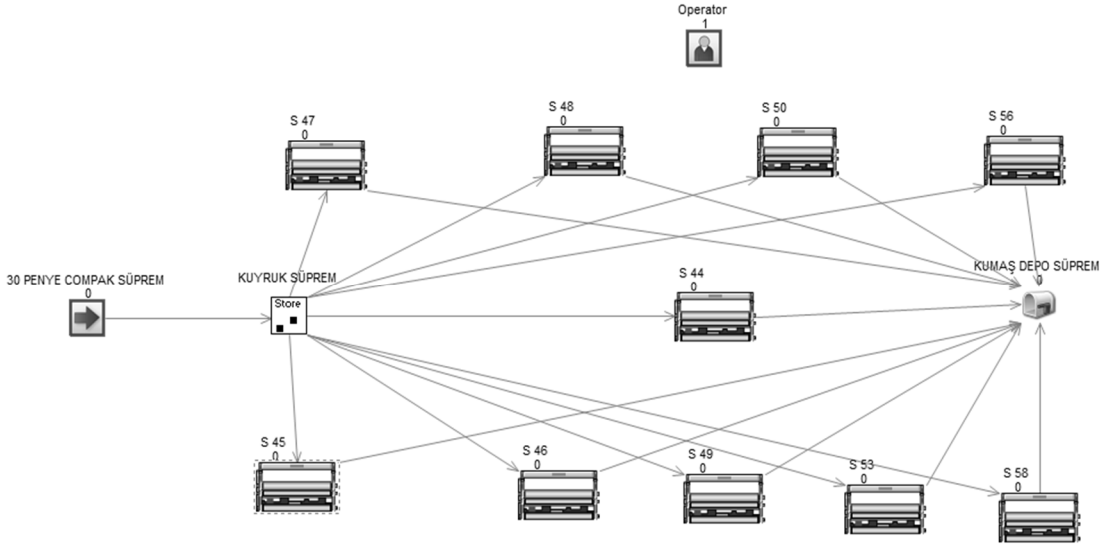 Operator
1
S 47
0
S 48
0
S 50
0
S 56
0
30 PENYE COMPAK SÜPREM
0
KUYRUK SÜPREM
Store
S 44
0
KUMAŞ DEPO SÜPREM
0
S 45
0
S 46
0
S 49
0
S 53
0
S 58
0